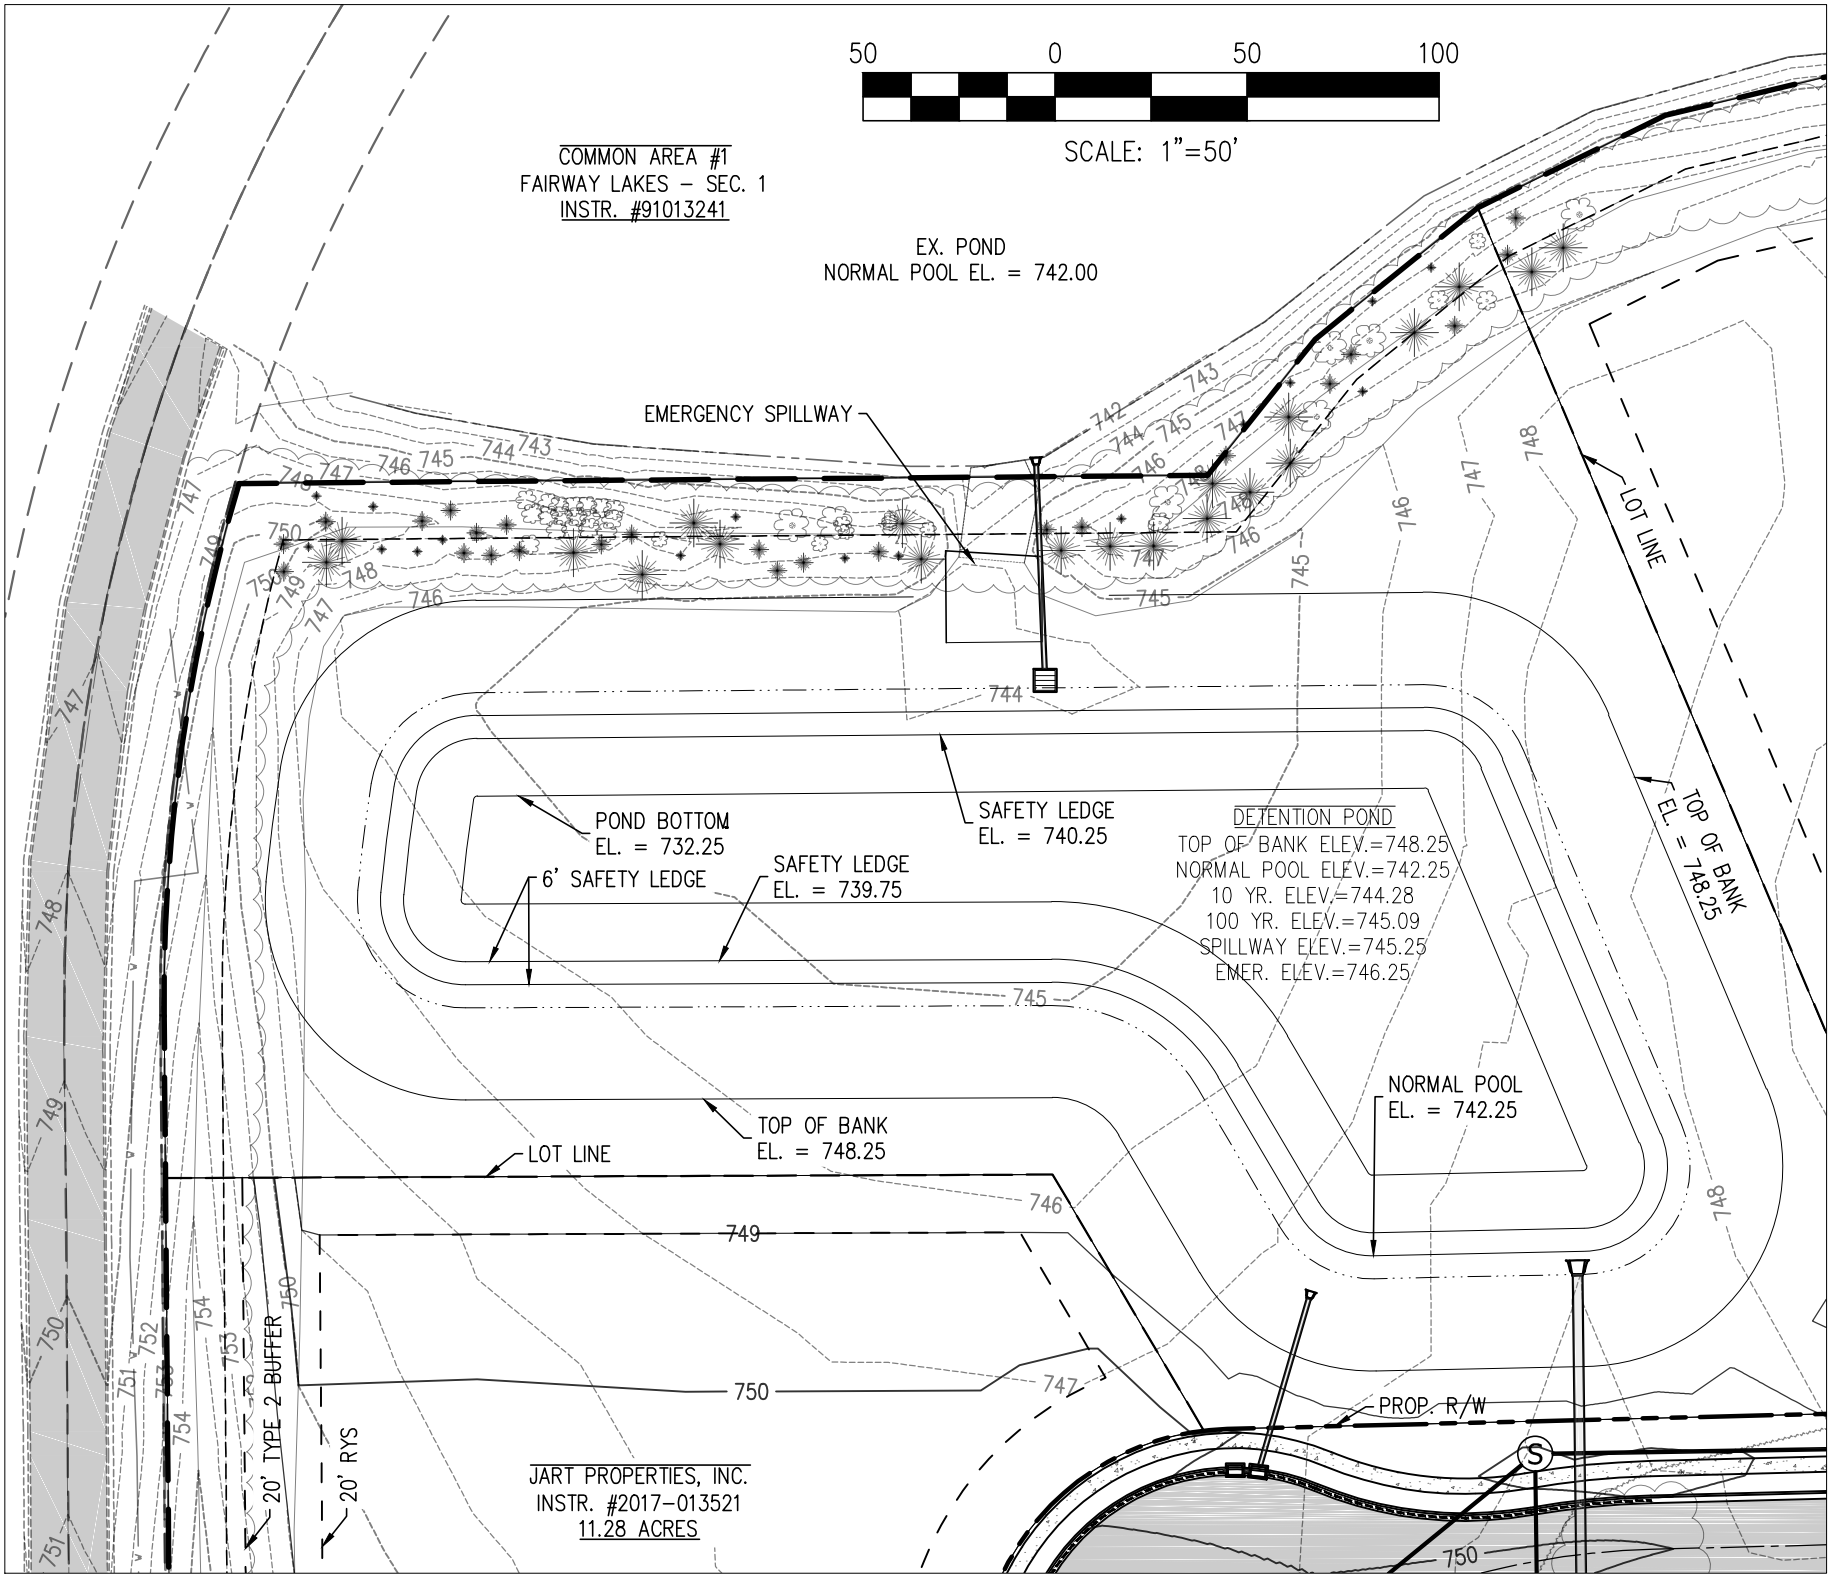 50 0 50 100
SCALE: 1"=50'
COMMON AREA #1
FAIRWAY LAKES - SEC. 1
INSTR. #91013241
EX. POND
NORMAL POOL EL. = 742.00
EMERGENCY SPILLWAY
743
742
744
745
747
746
748
744
743
745
746
747
748
747
749
750
750
749
748
747
746
748
746
747
745
745
746
747
748
LOT LINE
744
747
POND BOTTOM
EL. = 732.25
SAFETY LEDGE
EL. = 740.25
6' SAFETY LEDGE
SAFETY LEDGE
EL. = 739.75
DETENTION POND
TOP OF BANK ELEV.=748.25
NORMAL POOL ELEV.=742.25
10 YR. ELEV.=744.28
100 YR. ELEV.=745.09
SPILLWAY ELEV.=745.25
EMER. ELEV.=746.25
TOP OF BANK
EL. = 748.25
748
745
749
NORMAL POOL
EL. = 742.25
TOP OF BANK
EL. = 748.25
LOT LINE
746
748
749
750
750
754
752
753
751
753
754
20' TYPE 2 BUFFER
20' RYS
750
747
PROP. R/W
S
JART PROPERTIES, INC.
INSTR. #2017-013521
11.28 ACRES
751
750